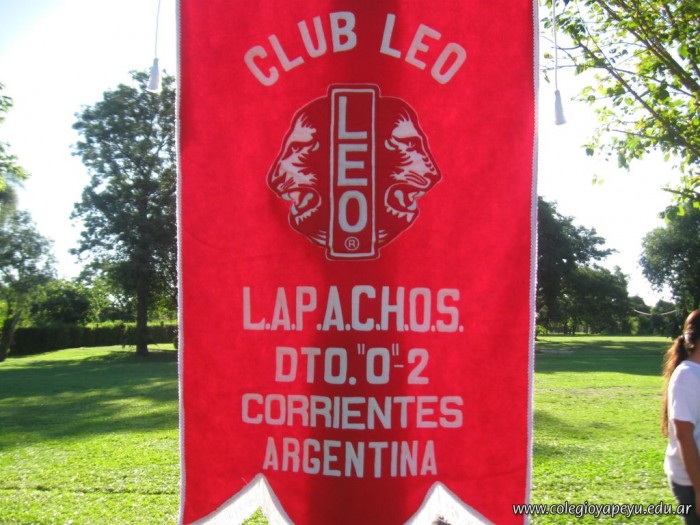 CLUB LEO
LEO
®
L.A.P.A.C.H.O.S.
DTO. "O"-2
CORRIENTES
ARGENTINA
www.colegioyapeyu.edu.ar